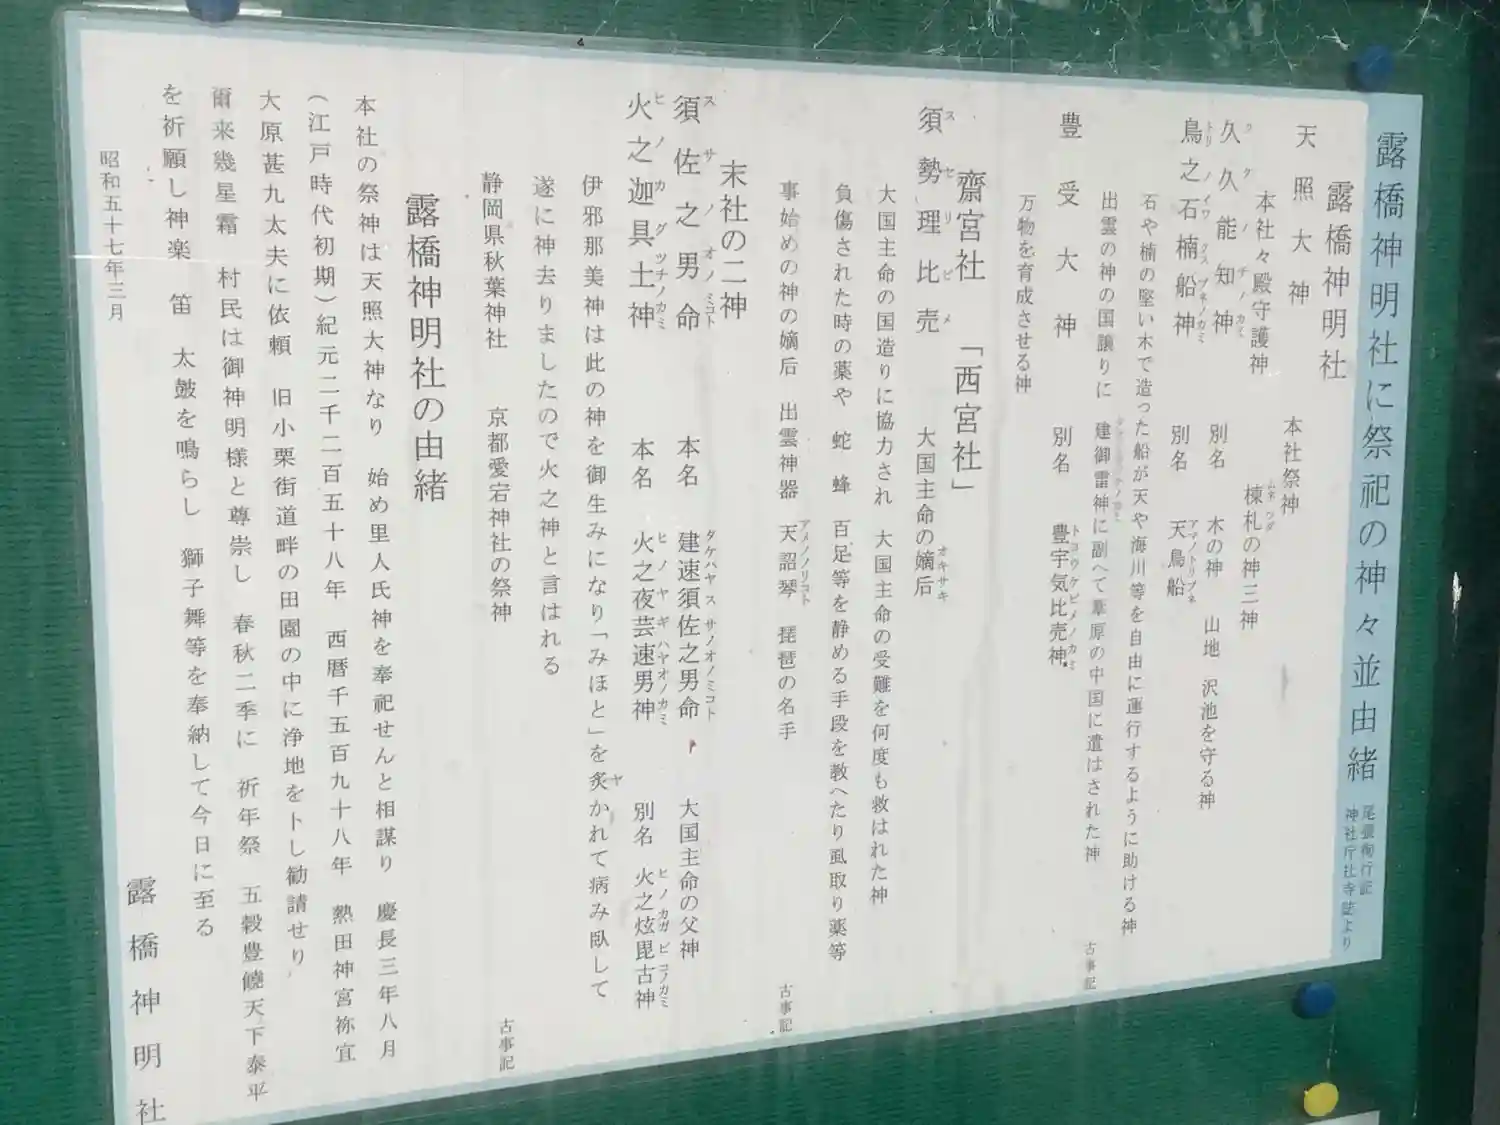 露橋神明社に祭祀の神々並由緒
尾張徇行記
神社庁社寺誌より
露橋神明社
天照大神 本社祭神
本社々殿守護神 棟札の神三神
久久能知神 別名 木の神 山地 沢池を守る神
鳥之石楠船神 別名 天鳥船
石や楠の堅い木で造った船が天や海川等を自由に運行するように助ける神
出雲の神の国譲りに 建御雷神に副へて葦原の中国に遣はされた神 古事記
豊受大神 別名 豊宇気比売神
万物を育成させる神
齋宮社 「西宮社」
須勢理比売 大国主命の嫡后
大国主命の国造りに協力され 大国主命の受難を何度も救はれた神
負傷された時の薬や 蛇 蜂 百足等を静める手段を教へたり虱取り薬等
事始めの神の嫡后 出雲神器 天詔琴 琵琶の名手 古事記
末社の二神
須佐之男命 本名 建速須佐之男命 大国主命の父神
火之迦具土神 本名 火之夜芸速男神 別名 火之炫毘古神
伊邪那美神は此の神を御生みになり「みほと」を炙かれて病み臥して
遂に神去りましたので火之神と言はれる
静岡県秋葉神社 京都愛宕神社の祭神 古事記
露橋神明社の由緒
本社の祭神は天照大神なり 始め里人氏神を奉祀せんと相謀り 慶長三年八月
(江戸時代初期)紀元二千二百五十八年 西暦千五百九十八年 熱田神宮祢宜
大原甚九太夫に依頼 旧小栗街道畔の田園の中に浄地を卜し勧請せり
爾来幾星霜 村民は御神明様と尊崇し 春秋二季に 祈年祭 五穀豊饒天下泰平
を祈願し神楽 笛 太鼓を鳴らし 獅子舞等を奉納して今日に至る
昭和五十七年三月
露橋神明社